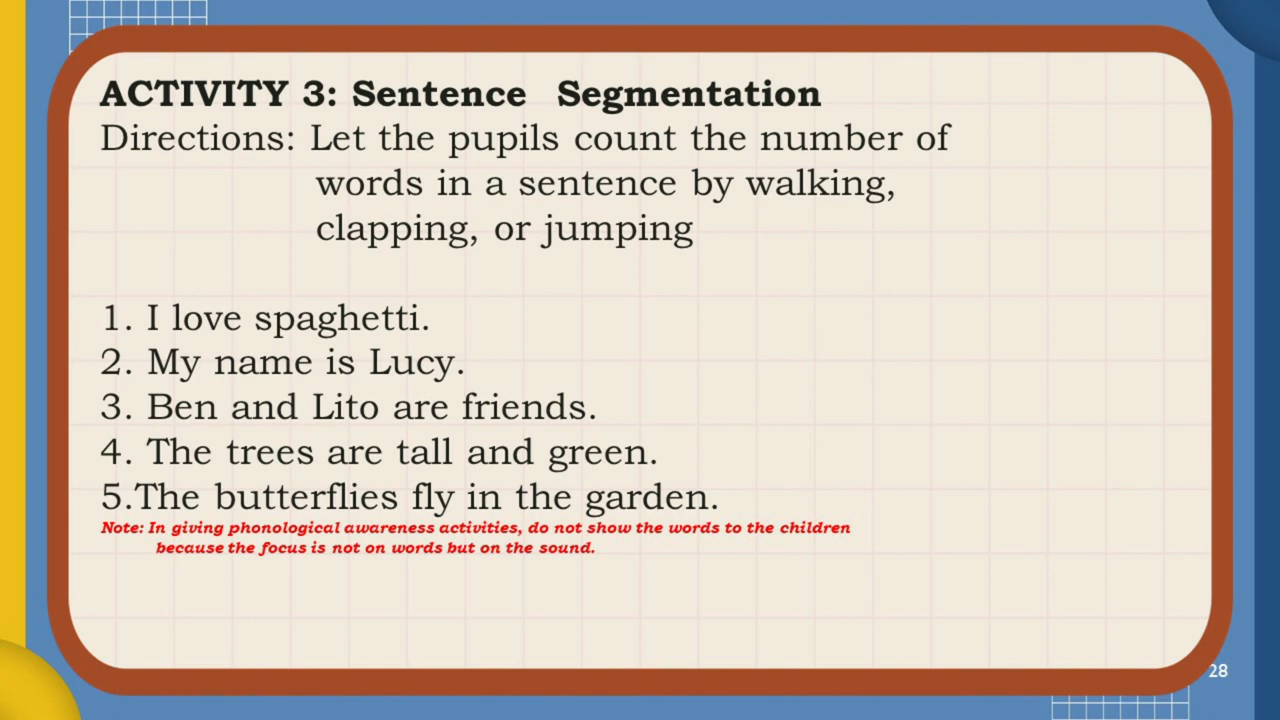 ACTIVITY 3: Sentence Segmentation
Directions: Let the pupils count the number of
words in a sentence by walking,
clapping, or jumping
1. I love spaghetti.
2. My name is Lucy.
3. Ben and Lito are friends.
4. The trees are tall and green.
5.The butterflies fly in the garden.
Note: In giving phonological awareness activities, do not show the words to the children
because the focus is not on words but on the sound.
28